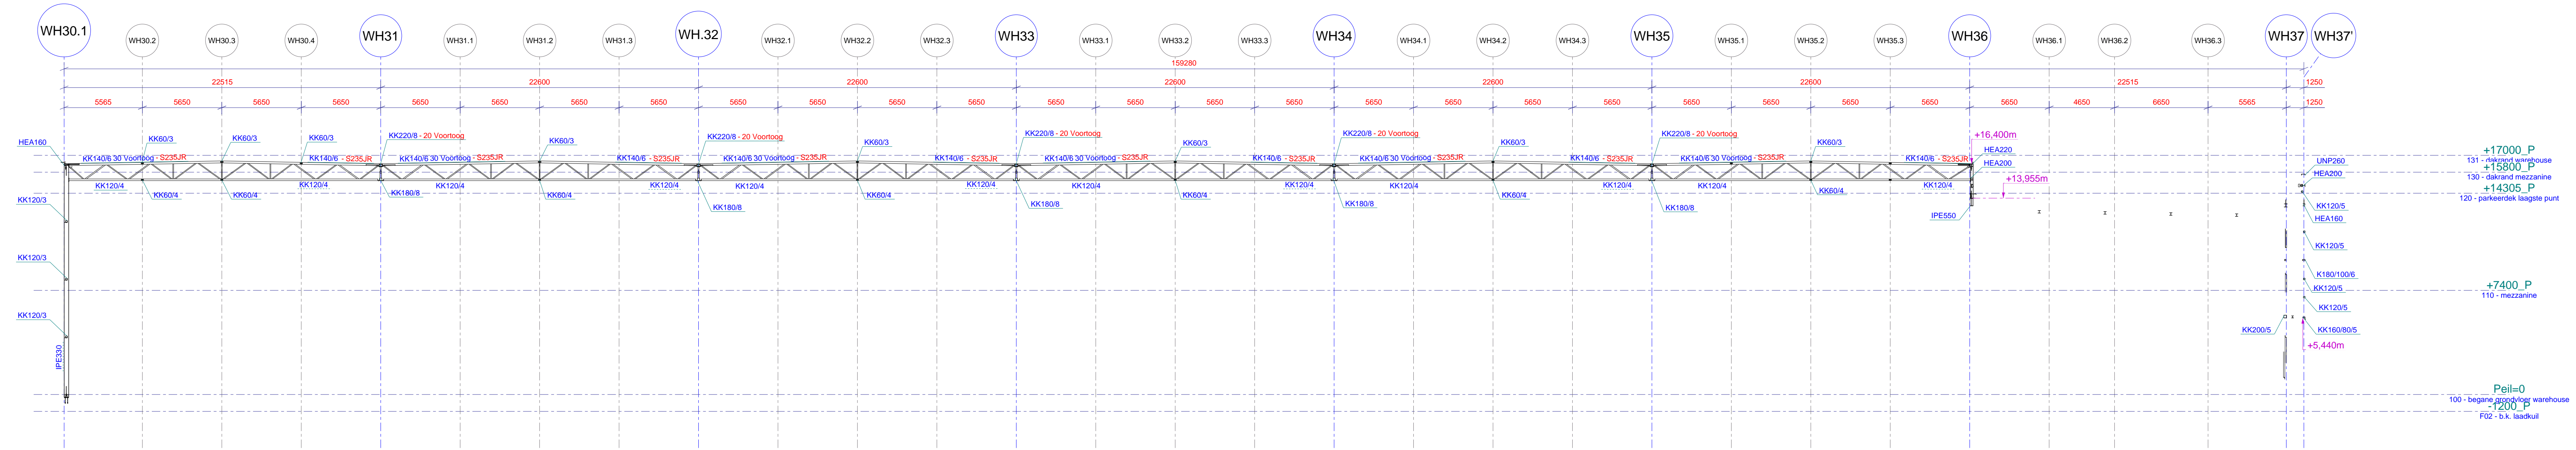 WH30.1 WH30.2 WH30.3 WH30.4 WH31 WH31.1 WH31.2 WH31.3 WH.32 WH32.1 WH32.2 WH32.3 WH33 WH33.1 WH33.2 WH33.3 WH34 WH34.1 WH34.2 WH34.3 WH35 WH35.1 WH35.2 WH35.3 WH36 WH36.1 WH36.2 WH36.3 WH37 WH37'
159280
22515 22600 22600 22600 22600 22600 22515 1250
5565 5650 5650 5650 5650 5650 5650 5650 5650 5650 5650 5650 5650 5650 5650 5650 5650 5650 5650 5650 5650 5650 5650 5650 5650 4650 6650 5565 1250
HEA160 KK60/3 KK60/3 KK60/3 KK220/8 - 20 Voortoog KK60/3 KK220/8 - 20 Voortoog KK60/3 KK220/8 - 20 Voortoog KK60/3 KK220/8 - 20 Voortoog KK60/3 KK220/8 - 20 Voortoog KK60/3 +16,400m
HEA220
KK140/6 30 Voortoog - S235JR KK140/6 - S235JR KK140/6 30 Voortoog - S235JR KK140/6 - S235JR KK140/6 30 Voortoog - S235JR KK140/6 - S235JR KK140/6 30 Voortoog - S235JR KK140/6 - S235JR KK140/6 30 Voortoog - S235JR KK140/6 - S235JR KK140/6 30 Voortoog - S235JR KK140/6 - S235JR
HEA200
+17000_P
131 - dakrand warehouse
UNP260
+15800_P
HEA200
130 - dakrand mezzanine
+13,955m
KK120/4 KK120/4 KK120/4 KK120/4 KK120/4 KK120/4 KK120/4 KK120/4 KK120/4 KK120/4 KK120/4 KK120/4
+14305_P
120 - parkeerdek laagste punt
KK60/4 KK60/4 KK180/8 KK60/4 KK60/4 KK60/4 KK60/4 KK60/4
KK120/3 KK180/8 KK180/8 KK180/8 KK180/8 KK120/5
IPE550 HEA160
KK120/5
KK120/3 K180/100/6
+7400_P
KK120/5
110 - mezzanine
KK120/5
KK120/3 KK200/5 KK160/80/5
+5,440m
IPE330
Peil=0
100 - begane grondvloer warehouse
-1200_P
F02 - b.k. laadkuil